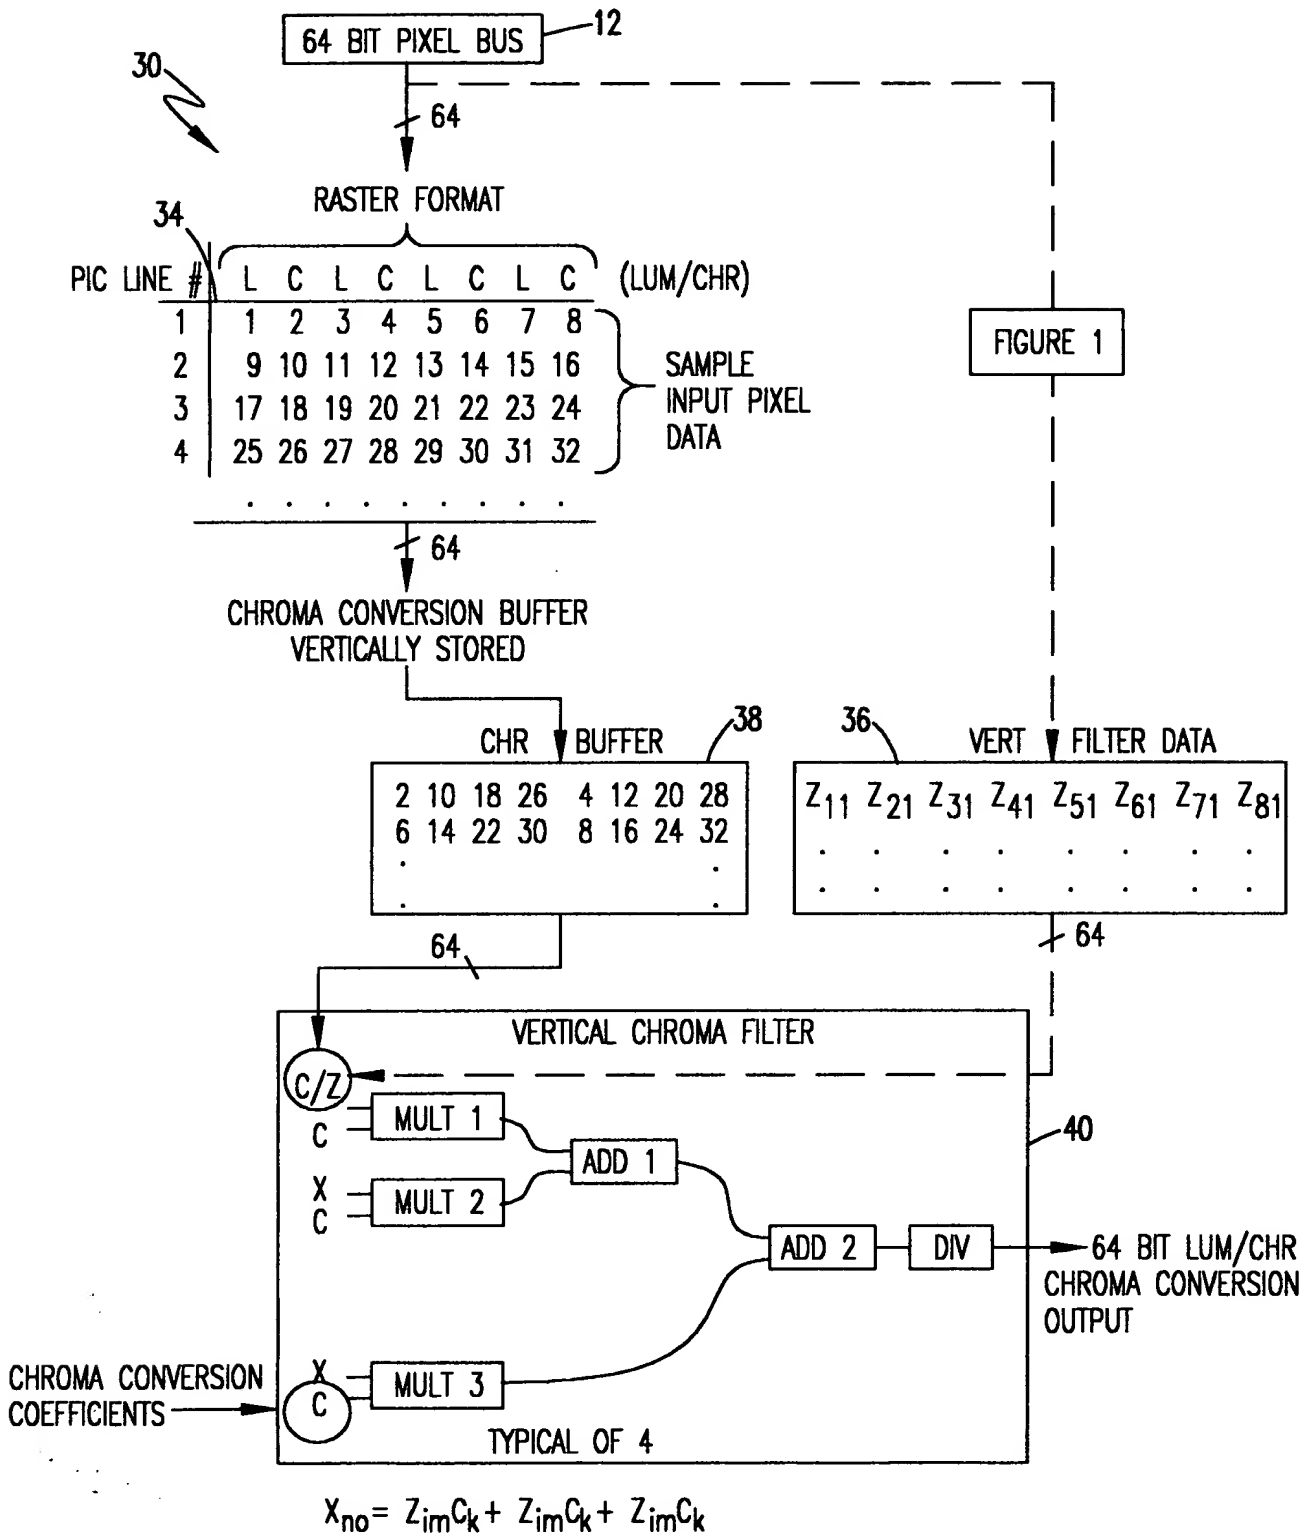 64 BIT PIXEL BUS
12
30
64
RASTER FORMAT
34
PIC LINE # L C L C L C L C (LUM/CHR)
1 1 2 3 4 5 6 7 8
2 9 10 11 12 13 14 15 16
3 17 18 19 20 21 22 23 24
4 25 26 27 28 29 30 31 32
. . . . . . . . .
SAMPLE
INPUT PIXEL
DATA
FIGURE 1
64
CHROMA CONVERSION BUFFER
VERTICALLY STORED
CHR BUFFER
38
2 10 18 26 4 12 20 28
6 14 22 30 8 16 24 32
. .
. .
36
VERT FILTER DATA
Z11 Z21 Z31 Z41 Z51 Z61 Z71 Z81
. . . . . . . .
. . . . . . . .
64
64
VERTICAL CHROMA FILTER
C/Z
C
MULT 1
X
C
MULT 2
ADD 1
40
ADD 2
DIV
64 BIT LUM/CHR
CHROMA CONVERSION
OUTPUT
CHROMA CONVERSION
COEFFICIENTS
X
C
MULT 3
TYPICAL OF 4
Xno= ZimCk+ ZimCk+ ZimCk